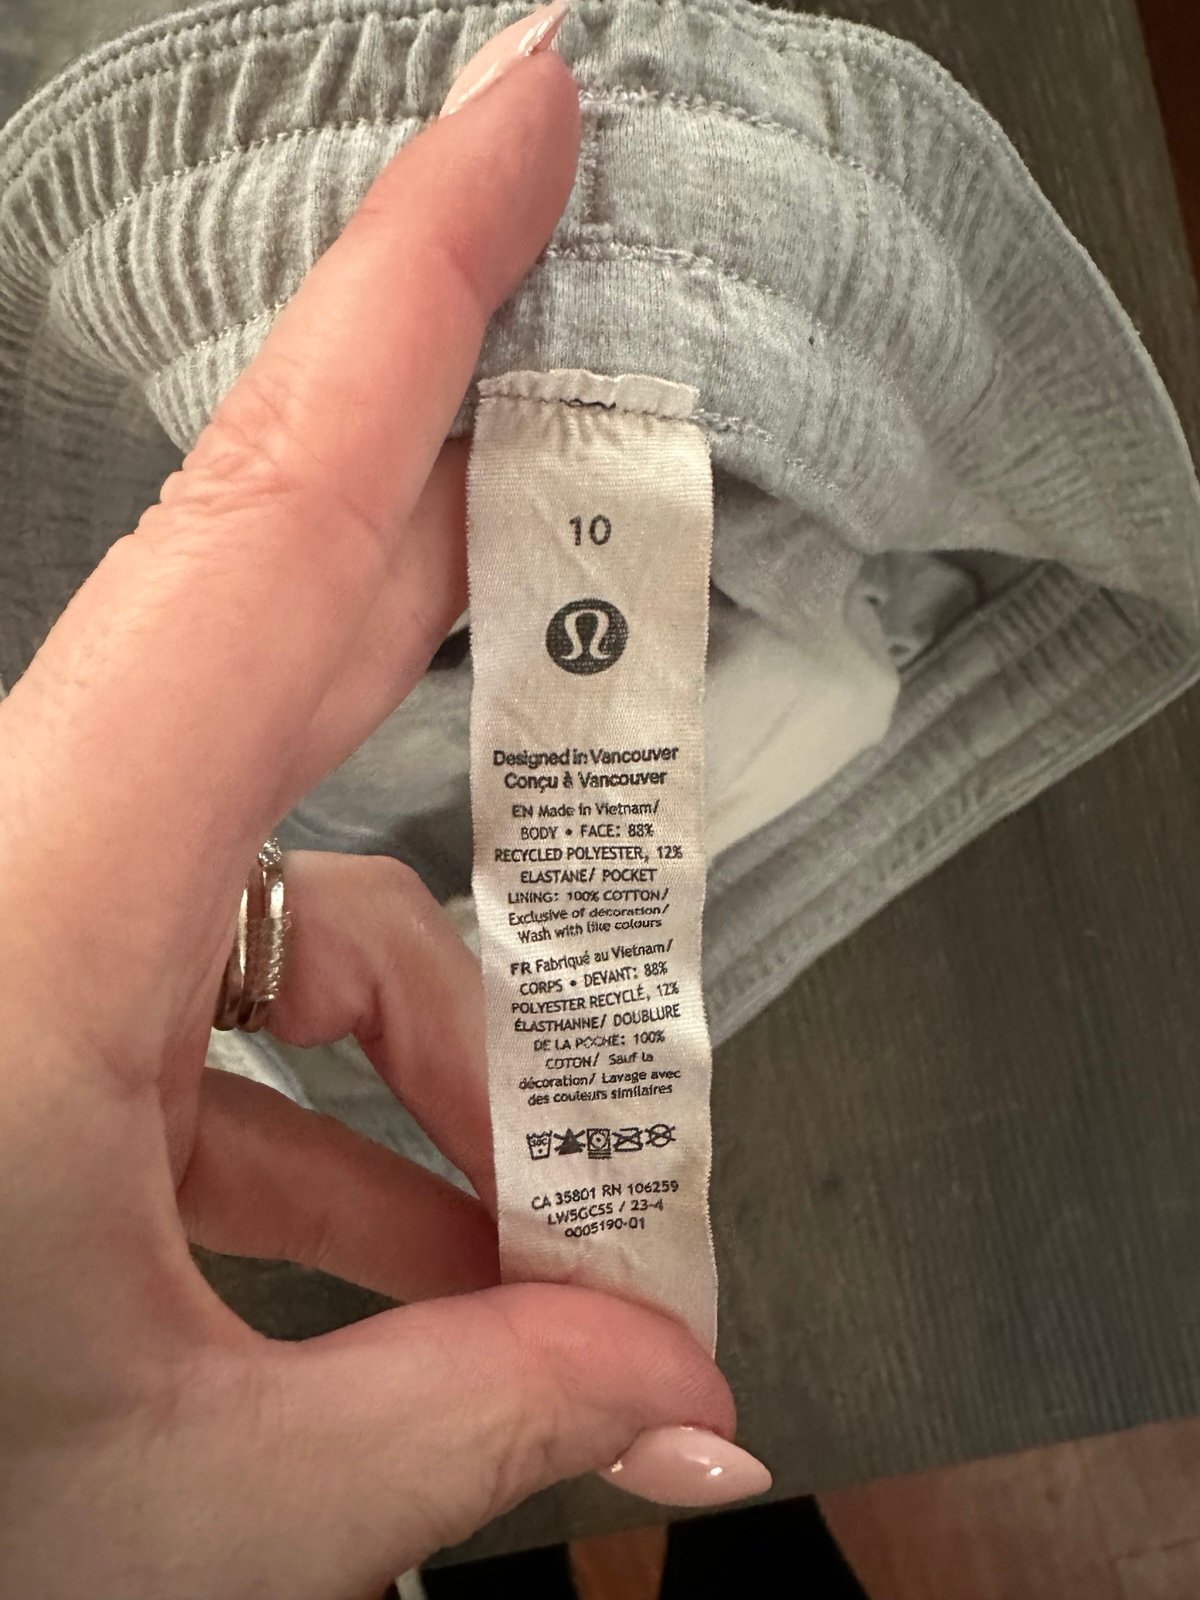 10
Designed in Vancouver
Conçu à Vancouver
EN Made in Vietnam/
BODY • FACE: 88%
RECYCLED POLYESTER, 12%
ELASTANE/ POCKET
LINING: 100% COTTON/
Exclusive of decoration/
Wash with like colours
FR Fabriqué au Vietnam/
CORPS • DEVANT: 88%
POLYESTER RECYCLÉ, 12%
ÉLASTHANNE/ DOUBLURE
DE LA POCHE: 100%
COTON/ Sauf la
décoration/ Lavage avec
des couleurs similaires
30C
CA 35801 RN 106259
LW5GCSS / 23-4
0005190-01